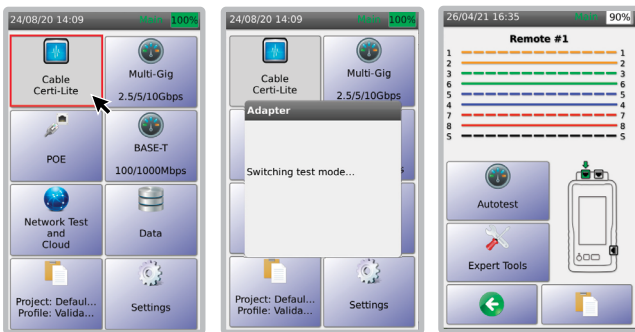 24/08/20 14:09 Main: 100%
Cable
Certi-Lite
Multi-Gig
2.5/5/10Gbps
POE
BASE-T
100/1000Mbps
Network Test
and
Cloud
Data
Project: Defaul...
Profile: Valida...
Settings
24/08/20 14:09 Main: 100%
Cable
Certi-Lite
Multi-Gig
2.5/5/10Gbps
Adapter
Switching test mode...
s
Project: Defaul...
Profile: Valida...
Settings
26/04/21 16:35 Main: 90%
Remote #1
1 1
2 2
3 3
6 6
5 5
4 4
7 7
8 8
S S
Autotest
Expert Tools